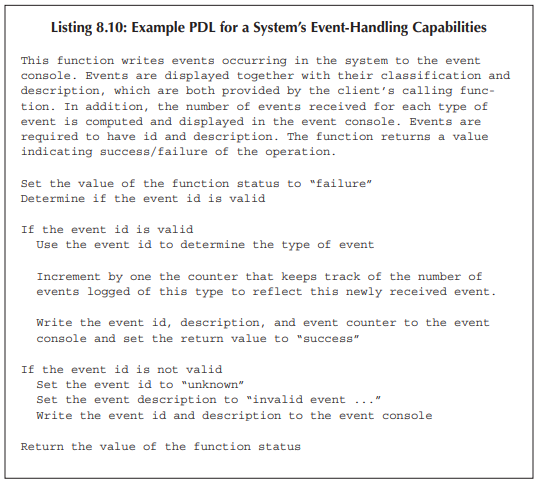 Listing 8.10: Example PDL for a System’s Event-Handling Capabilities
This function writes events occurring in the system to the event
console. Events are displayed together with their classification and
description, which are both provided by the client’s calling func-
tion. In addition, the number of events received for each type of
event is computed and displayed in the event console. Events are
required to have id and description. The function returns a value
indicating success/failure of the operation.
Set the value of the function status to “failure”
Determine if the event id is valid
If the event id is valid
Use the event id to determine the type of event
Increment by one the counter that keeps track of the number of
events logged of this type to reflect this newly received event.
Write the event id, description, and event counter to the event
console and set the return value to “success”
If the event id is not valid
Set the event id to “unknown”
Set the event description to “invalid event ...”
Write the event id and description to the event console
Return the value of the function status